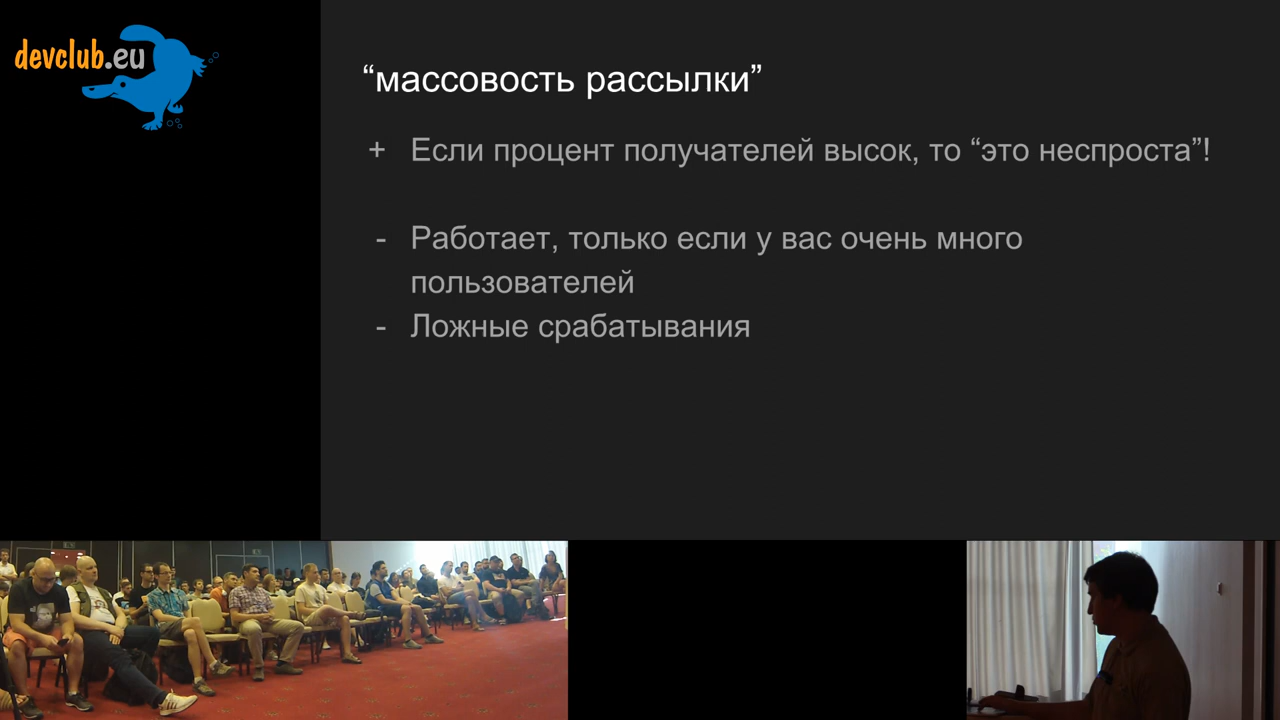 devclub.eu
“массовость рассылки”
+ Если процент получателей высок, то “это неспроста”!
- Работает, только если у вас очень много
пользователей
- Ложные срабатывания